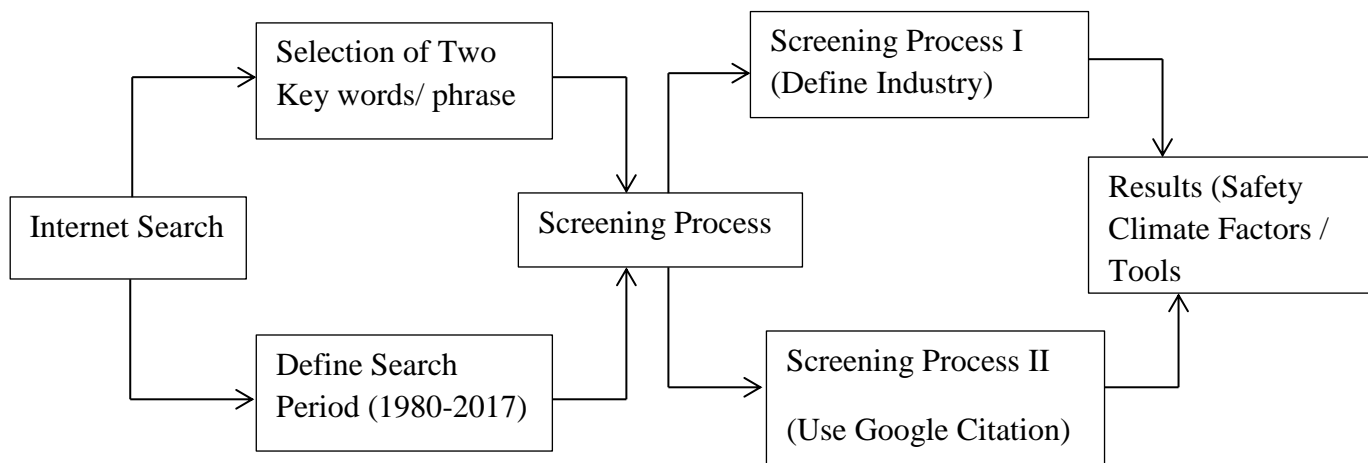 Selection of Two
Key words/ phrase
Screening Process I
(Define Industry)
Internet Search
Screening Process
Results (Safety
Climate Factors /
Tools
Define Search
Period (1980-2017)
Screening Process II
(Use Google Citation)